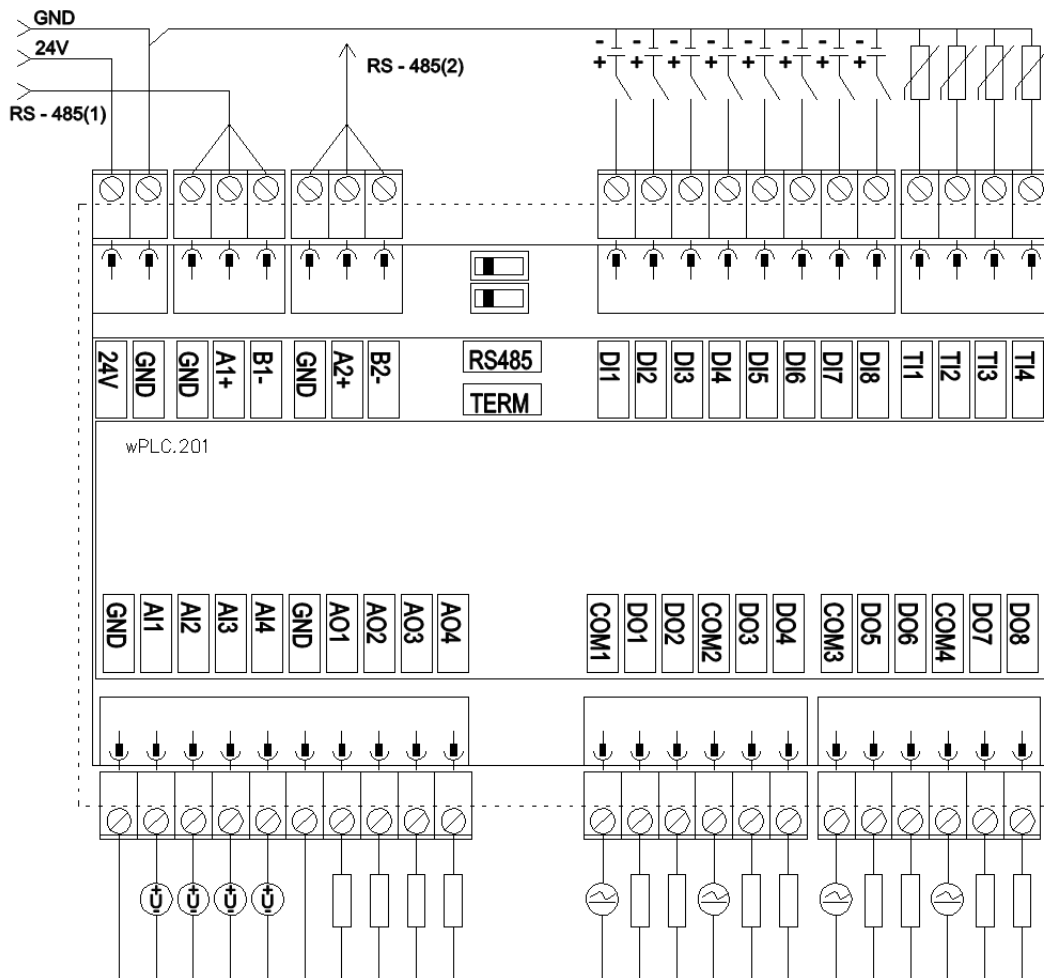 GND
24V
RS - 485(2)
RS - 485(1)
- - - - - - - -
+ + + + + + + +
24V GND GND A1+ B1- GND A2+ B2- RS485 DI1 DI2 DI3 DI4 DI5 DI6 DI7 DI8 TI1 TI2 TI3 TI4
TERM
wPLC.201
GND AI1 AI2 AI3 AI4 GND AO1 AO2 AO3 AO4 COM1 DO1 DO2 COM2 DO3 DO4 COM3 DO5 DO6 COM4 DO7 DO8
+U- +U- +U- +U-